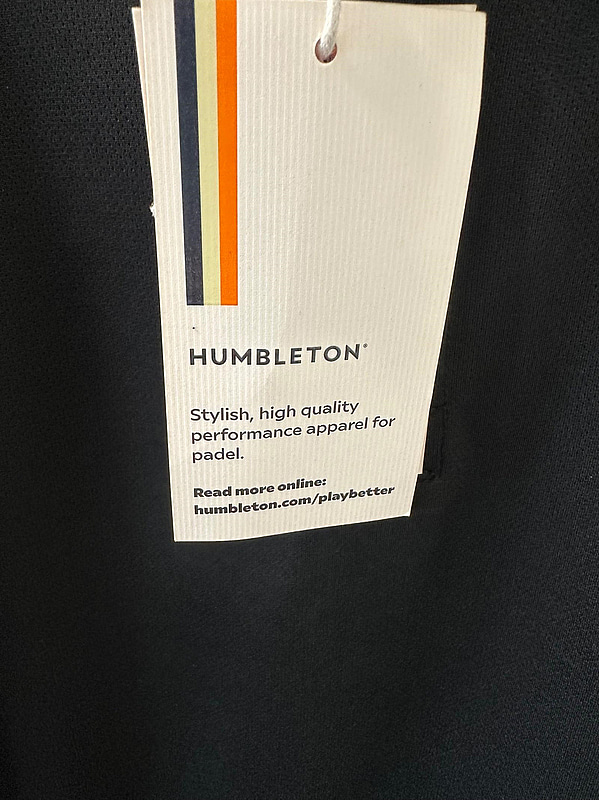 HUMBLETON®
Stylish, high quality
performance apparel for
padel.
Read more online:
humbleton.com/playbetter